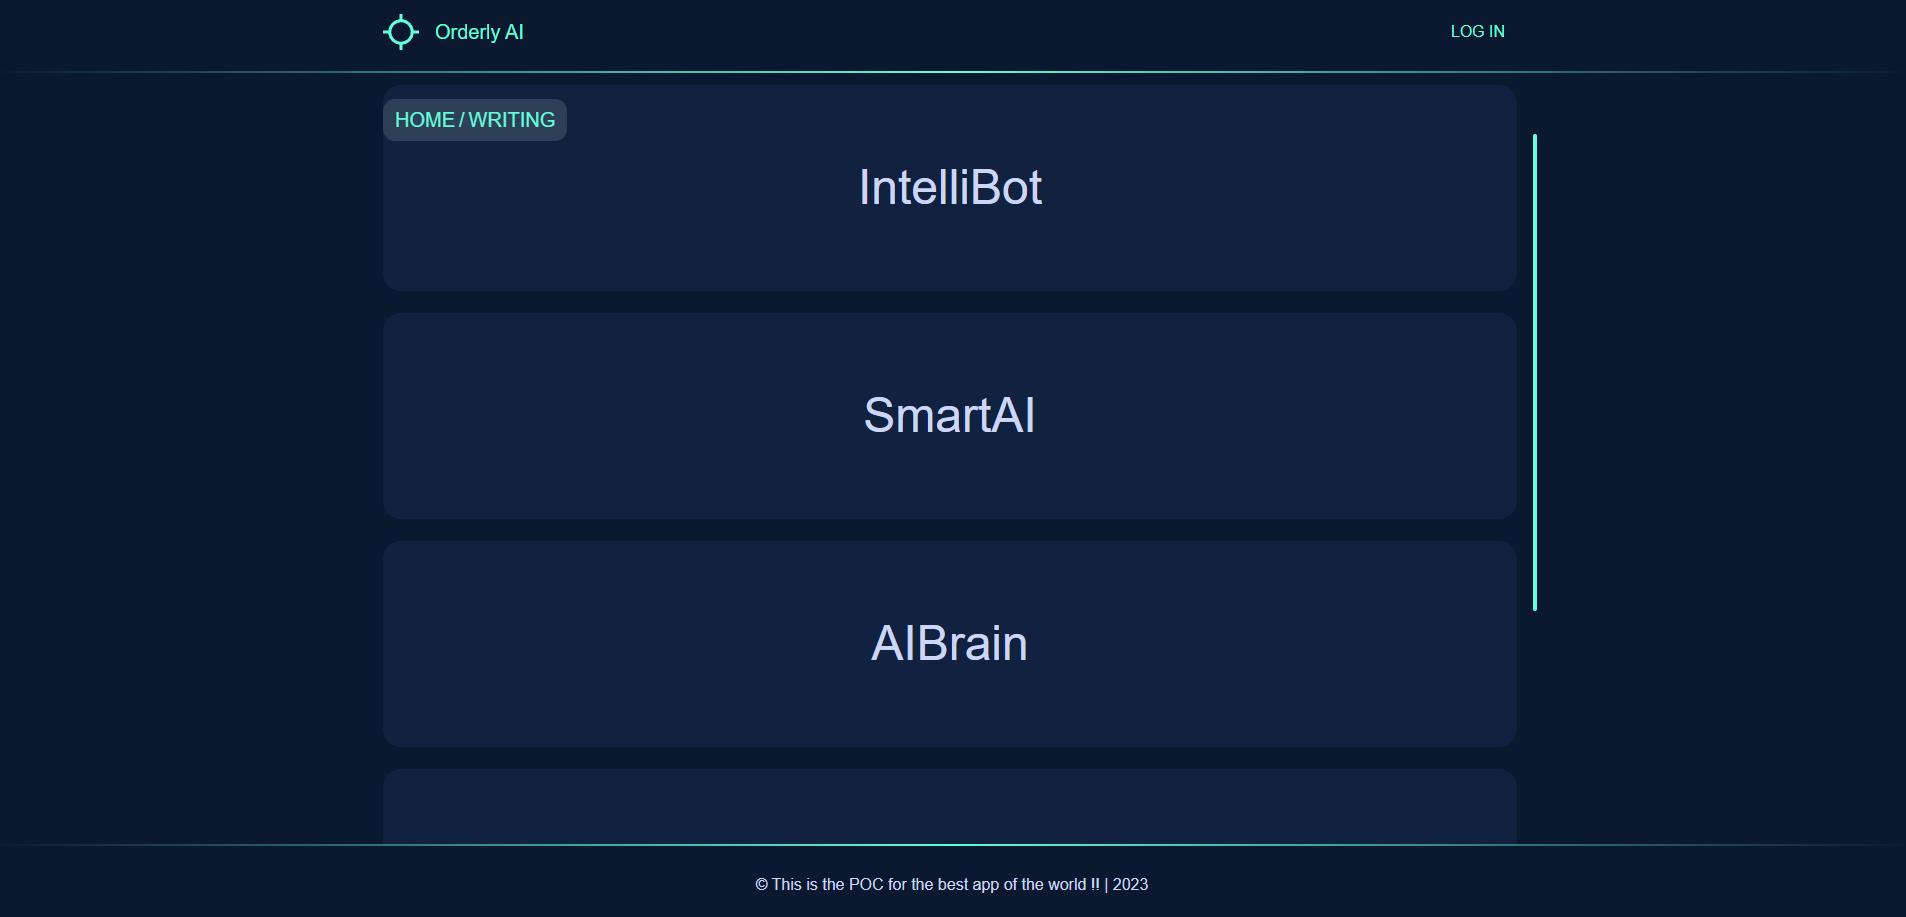 Orderly AI
LOG IN
HOME / WRITING
IntelliBot
SmartAI
AIBrain
© This is the POC for the best app of the world !! | 2023